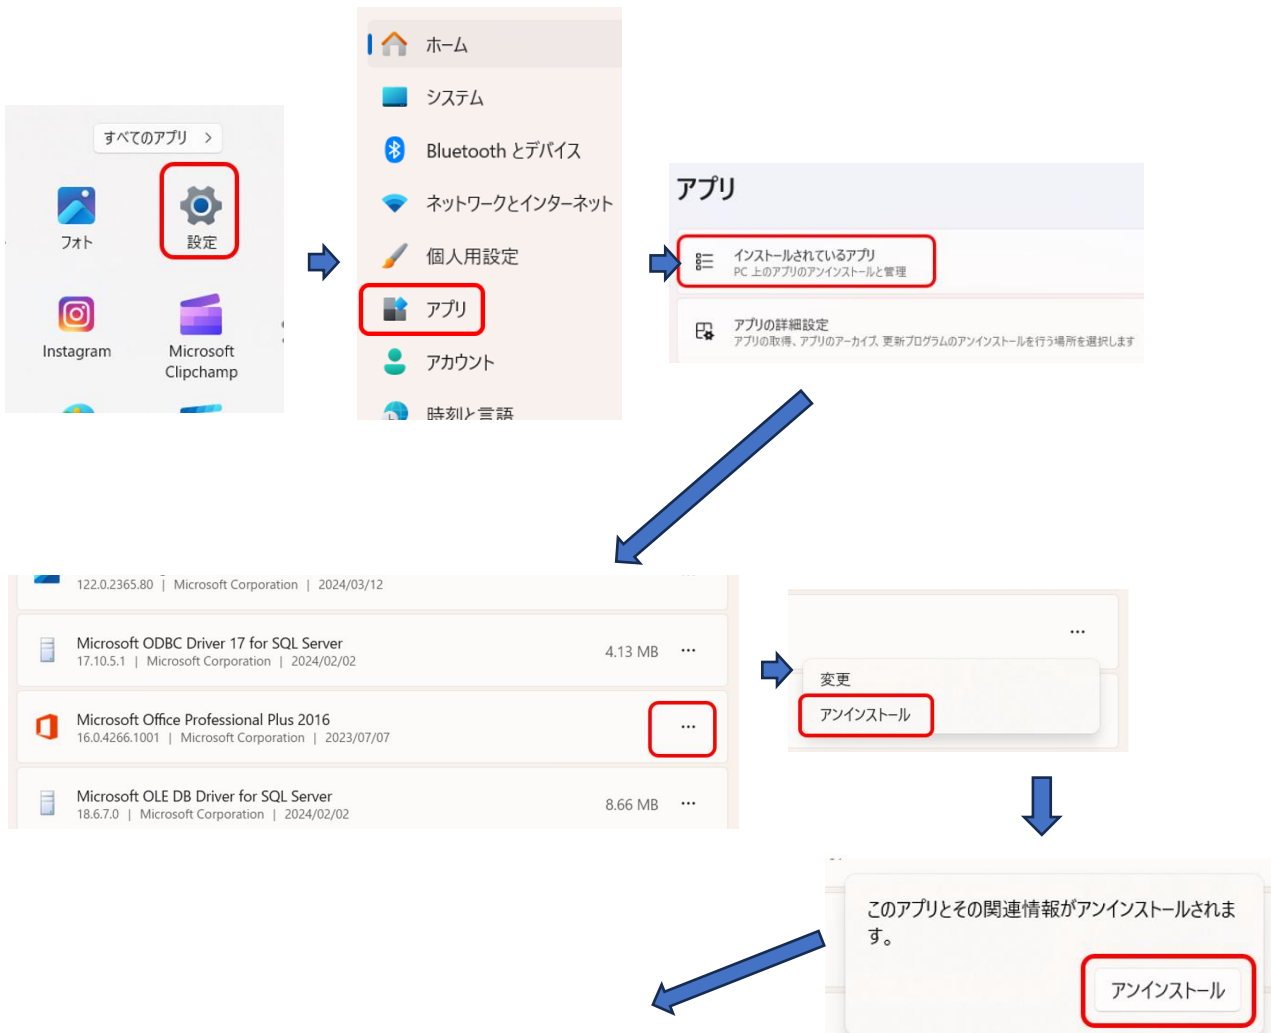 すべてのアプリ >
フォト
設定
Instagram
Microsoft
Clipchamp
ホーム
システム
Bluetooth とデバイス
ネットワークとインターネット
個人用設定
アプリ
アカウント
時刻と言語
アプリ
インストールされているアプリ
PC 上のアプリのアンインストールと管理
アプリの詳細設定
アプリの取得、アプリのアーカイブ、更新プログラムのアンインストールを行う場所を選択します
122.0.2365.80 | Microsoft Corporation | 2024/03/12
Microsoft ODBC Driver 17 for SQL Server
17.10.5.1 | Microsoft Corporation | 2024/02/02
4.13 MB
Microsoft Office Professional Plus 2016
16.0.4266.1001 | Microsoft Corporation | 2023/07/07
Microsoft OLE DB Driver for SQL Server
18.6.7.0 | Microsoft Corporation | 2024/02/02
8.66 MB
変更
アンインストール
このアプリとその関連情報がアンインストールされま
す。
アンインストール